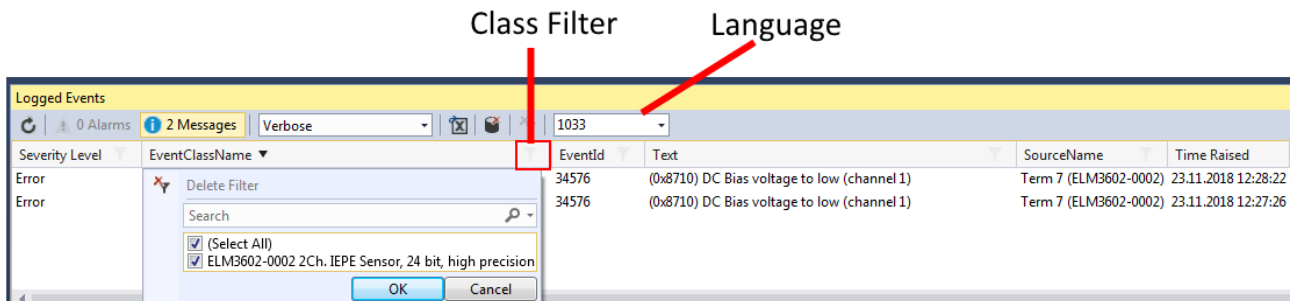 Class Filter Language
Logged Events
0 Alarms 2 Messages Verbose 1033
Severity Level EventClassName EventId Text SourceName Time Raised
Error 34576 (0x8710) DC Bias voltage to low (channel 1) Term 7 (ELM3602-0002) 23.11.2018 12:28:22
Error 34576 (0x8710) DC Bias voltage to low (channel 1) Term 7 (ELM3602-0002) 23.11.2018 12:27:26
Delete Filter
Search
(Select All)
ELM3602-0002 2Ch. IEPE Sensor, 24 bit, high precision
OK Cancel